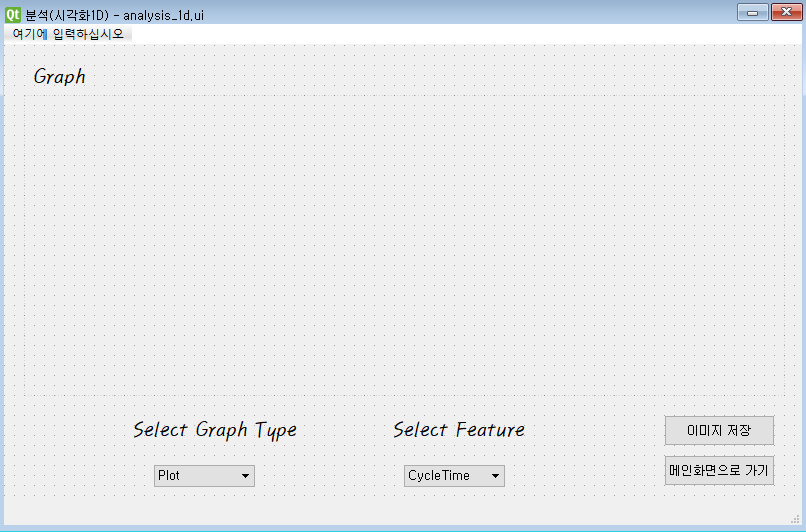 Qt 분석(시각화1D) - analysis_1d.ui
여기에 입력하십시오
Graph
Select Graph Type
Select Feature
이미지 저장
Plot
CycleTime
메인화면으로 가기